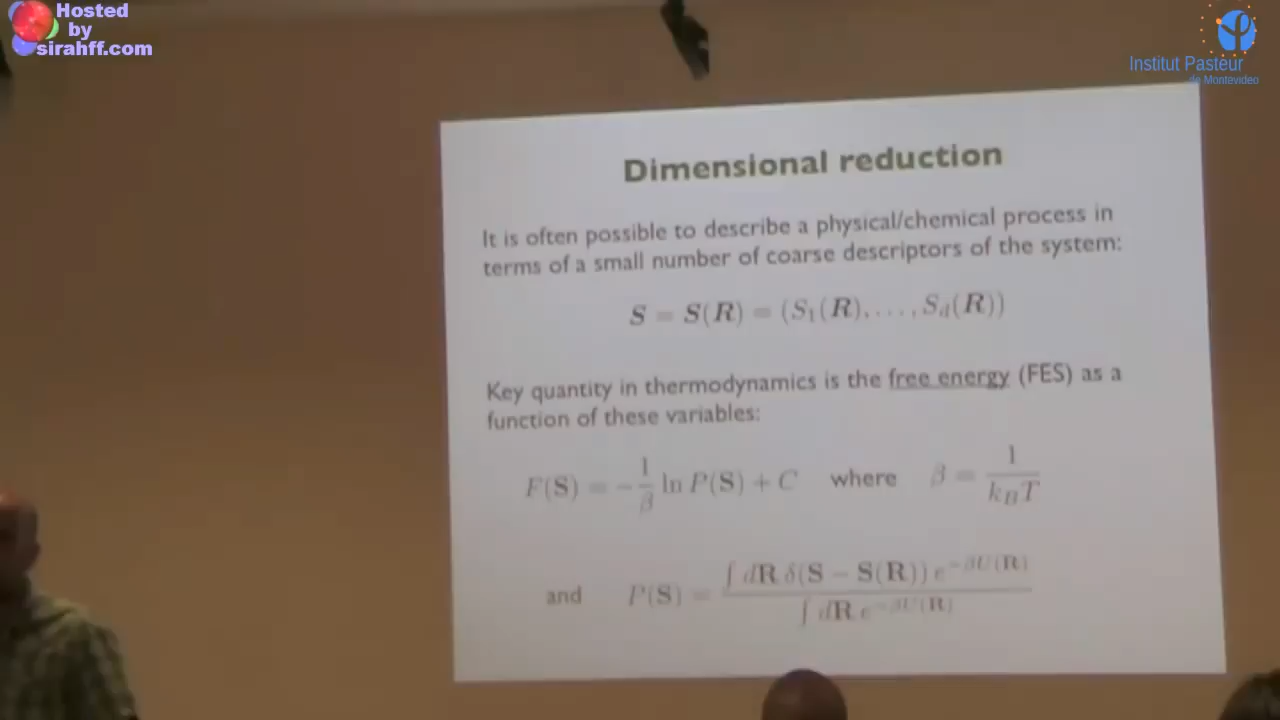 Hosted
by
sirahff.com
Institut Pasteur
de Montevideo
Dimensional reduction
It is often possible to describe a physical/chemical process in
terms of a small number of coarse descriptors of the system:
S = S(R) = (S₁(R), . . . , S_d(R))
Key quantity in thermodynamics is the free energy (FES) as a
function of these variables:
F(S) = −1/β ln P(S) + C where β = 1/(k_B T)
and P(S) = ∫ dR δ(S − S(R)) e^{−βU(R)} / ∫ dR e^{−βU(R)}